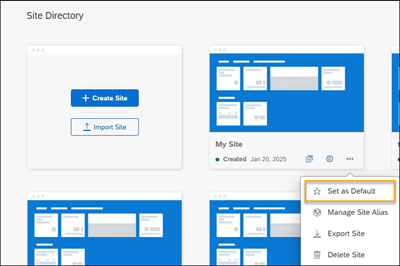 Site Directory
+ Create Site
Import Site
My Site
Created Jan 20, 2025
Set as Default
Manage Site Alias
Export Site
Delete Site